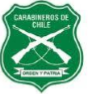 CARABINEROS DE
CHILE
ORDEN Y PATRIA